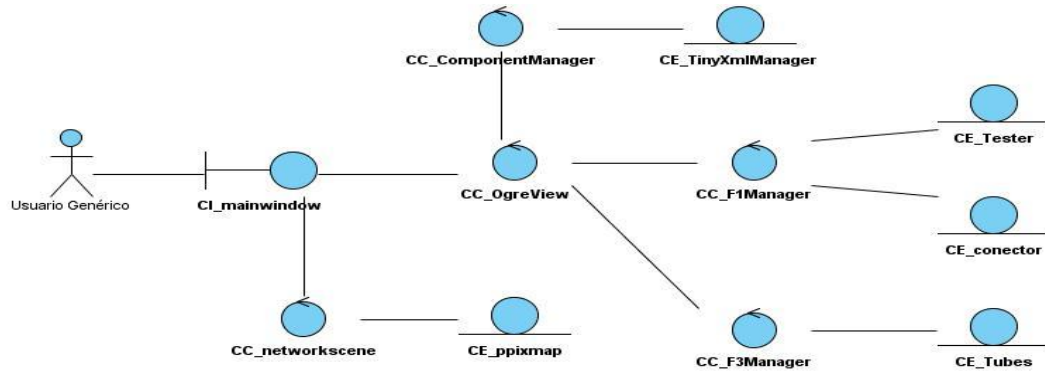 CC_ComponentManager
CE_TinyXmlManager
CE_Tester
Usuario Genérico
CI_mainwindow
CC_OgreView
CC_F1Manager
CE_conector
CC_networkscene
CE_ppixmap
CC_F3Manager
CE_Tubes